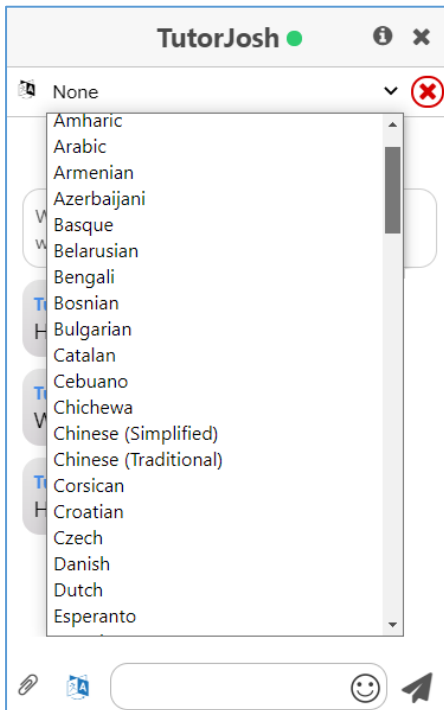 TutorJosh
None
Amharic
Arabic
Armenian
Azerbaijani
Basque
Belarusian
Bengali
Bosnian
Bulgarian
Catalan
Cebuano
Chichewa
Chinese (Simplified)
Chinese (Traditional)
Corsican
Croatian
Czech
Danish
Dutch
Esperanto